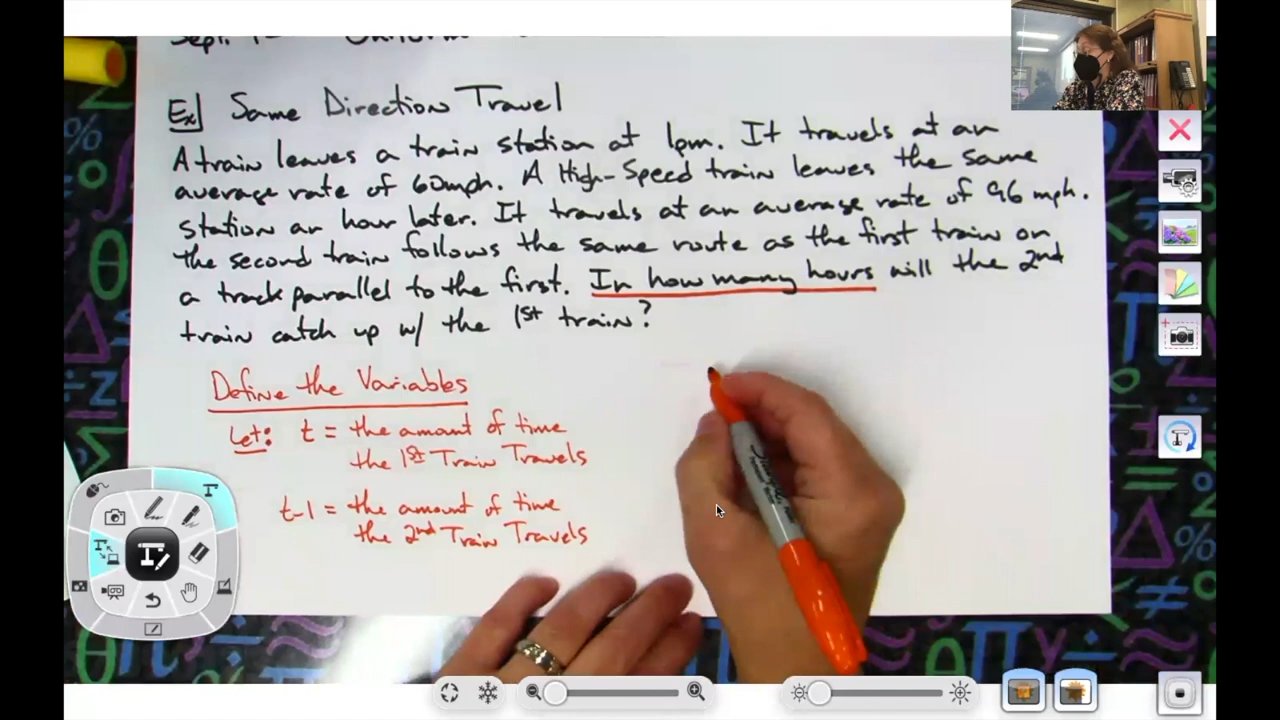 Ex] Same Direction Travel
A train leaves a train station at 1pm. It travels at an
average rate of 60mph. A High-Speed train leaves the same
station an hour later. It travels at an average rate of 96 mph.
the second train follows the same route as the first train on
a track parallel to the first. In how many hours will the 2nd
train catch up w/ the 1st train?
Define the Variables
Let: t = the amount of time
the 1st Train Travels
t-1 = the amount of time
the 2nd Train Travels